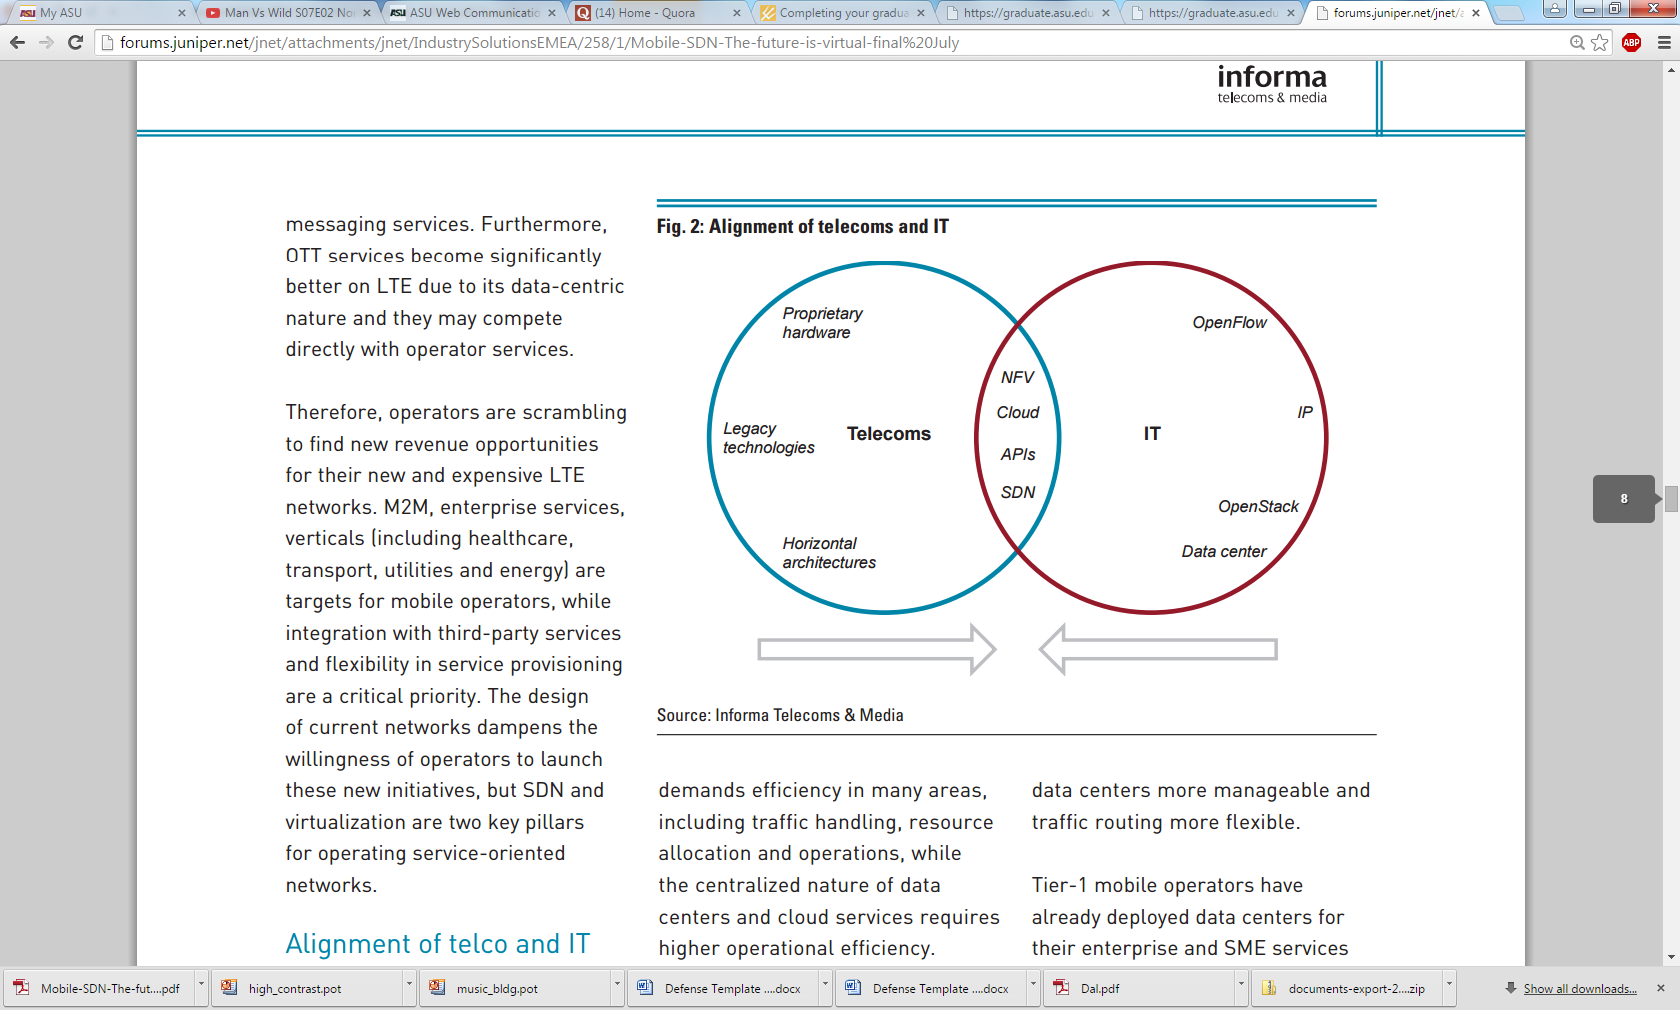 My ASU
Man Vs Wild S07E02 No
ASU Web Communicatio
(14) Home - Quora
Completing your gradua
https://graduate.asu.edu
https://graduate.asu.edu
forums.juniper.net/jnet/a
forums.juniper.net/jnet/attachments/jnet/IndustrySolutionsEMEA/258/1/Mobile-SDN-The-future-is-virtual-final%20July
ABP
informa
telecoms & media
messaging services. Furthermore,
OTT services become significantly
better on LTE due to its data-centric
nature and they may compete
directly with operator services.
Therefore, operators are scrambling
to find new revenue opportunities
for their new and expensive LTE
networks. M2M, enterprise services,
verticals (including healthcare,
transport, utilities and energy) are
targets for mobile operators, while
integration with third-party services
and flexibility in service provisioning
are a critical priority. The design
of current networks dampens the
willingness of operators to launch
these new initiatives, but SDN and
virtualization are two key pillars
for operating service-oriented
networks.
Alignment of telco and IT
Fig. 2: Alignment of telecoms and IT
Proprietary
hardware
Legacy
technologies
Telecoms
Horizontal
architectures
NFV
Cloud
APIs
SDN
IT
OpenFlow
IP
OpenStack
Data center
Source: Informa Telecoms & Media
demands efficiency in many areas,
including traffic handling, resource
allocation and operations, while
the centralized nature of data
centers and cloud services requires
higher operational efficiency.
data centers more manageable and
traffic routing more flexible.
Tier-1 mobile operators have
already deployed data centers for
their enterprise and SME services
8
Mobile-SDN-The-fut....pdf
high_contrast.pot
music_bldg.pot
Defense Template ....docx
Defense Template ....docx
Dal.pdf
documents-export-2....zip
Show all downloads...